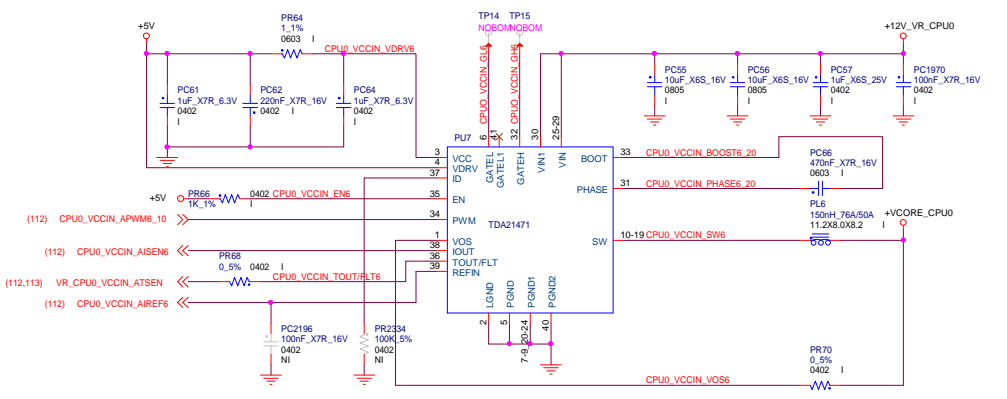 TP14 TP15
NOBOM NOBOM
PR64
1_1%
0603 I
+5V
CPU0_VCCIN_VDRV6
+12V_VR_CPU0
CPU0_VCCIN_GL6
CPU0_VCCIN_GH6
PC61
1uF_X7R_6.3V
0402
I
PC62
220nF_X7R_16V
0402 I
PC64
1uF_X7R_6.3V
0402
I
PC55
10uF_X6S_16V
0805
I
PC56
10uF_X6S_16V
0805
I
PC57
1uF_X6S_25V
0402
I
PC1970
100nF_X7R_16V
0402
I
PU7
6 41 32 30 25-29
GATEL
GATEL1
GATEH
VIN1
VIN
3 VCC
4 VDRV
37 ID
35 EN
34 PWM
1 VOS
38 IOUT
36 TOUT/FLT
39 REFIN
TDA21471
BOOT 33 CPU0_VCCIN_BOOST6_20
PHASE 31 CPU0_VCCIN_PHASE6_20
SW 10-19 CPU0_VCCIN_SW6
PC66
470nF_X7R_16V
0603 I
PL6
150nH_76A/50A
11.2X8.0X8.2 I
+VCORE_CPU0
+5V
PR66
1K_1%
0402
I
CPU0_VCCIN_EN6
(112) CPU0_VCCIN_APWM6_10
(112) CPU0_VCCIN_AISEN6
PR68
0_5% 0402 I
CPU0_VCCIN_TOUT/FLT6
(112,113) VR_CPU0_VCCIN_ATSEN
(112) CPU0_VCCIN_AIREF6
LGND
PGND
PGND1
PGND2
2 5 7-9_20-24 40
PC2196
100nF_X7R_16V
0402
NI
PR2334
100K_5%
0402
NI
PR70
0_5%
0402 I
CPU0_VCCIN_VOS6